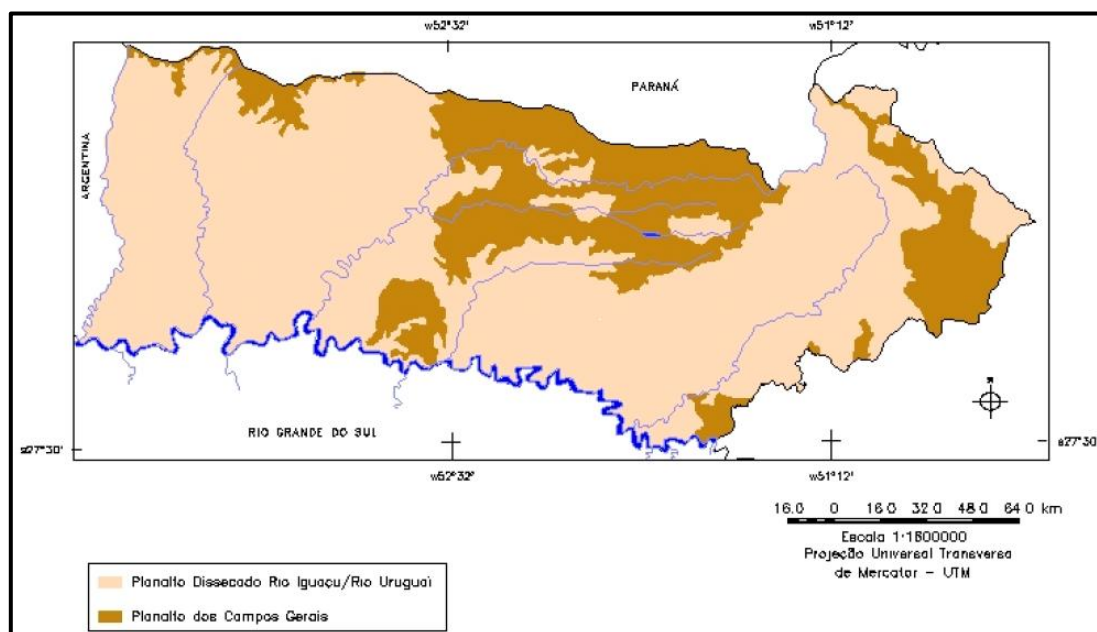 w52°32' w51°12'
PARANÁ
ARGENTINA
RIO GRANDE DO SUL
s27°30' s27°30'
w52°32' w51°12'
16.0 0 16.0 32.0 48.0 64.0 km
Escala 1:1600000
Projeção Universal Transversa
de Mercator - UTM
Planalto Dissecado Rio Iguaçu/Rio Uruguai
Planalto dos Campos Gerais